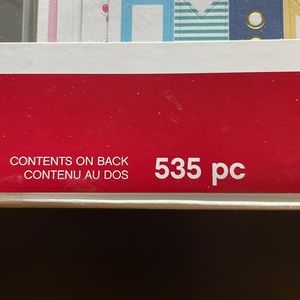 CONTENTS ON BACK
CONTENU AU DOS
535 pc